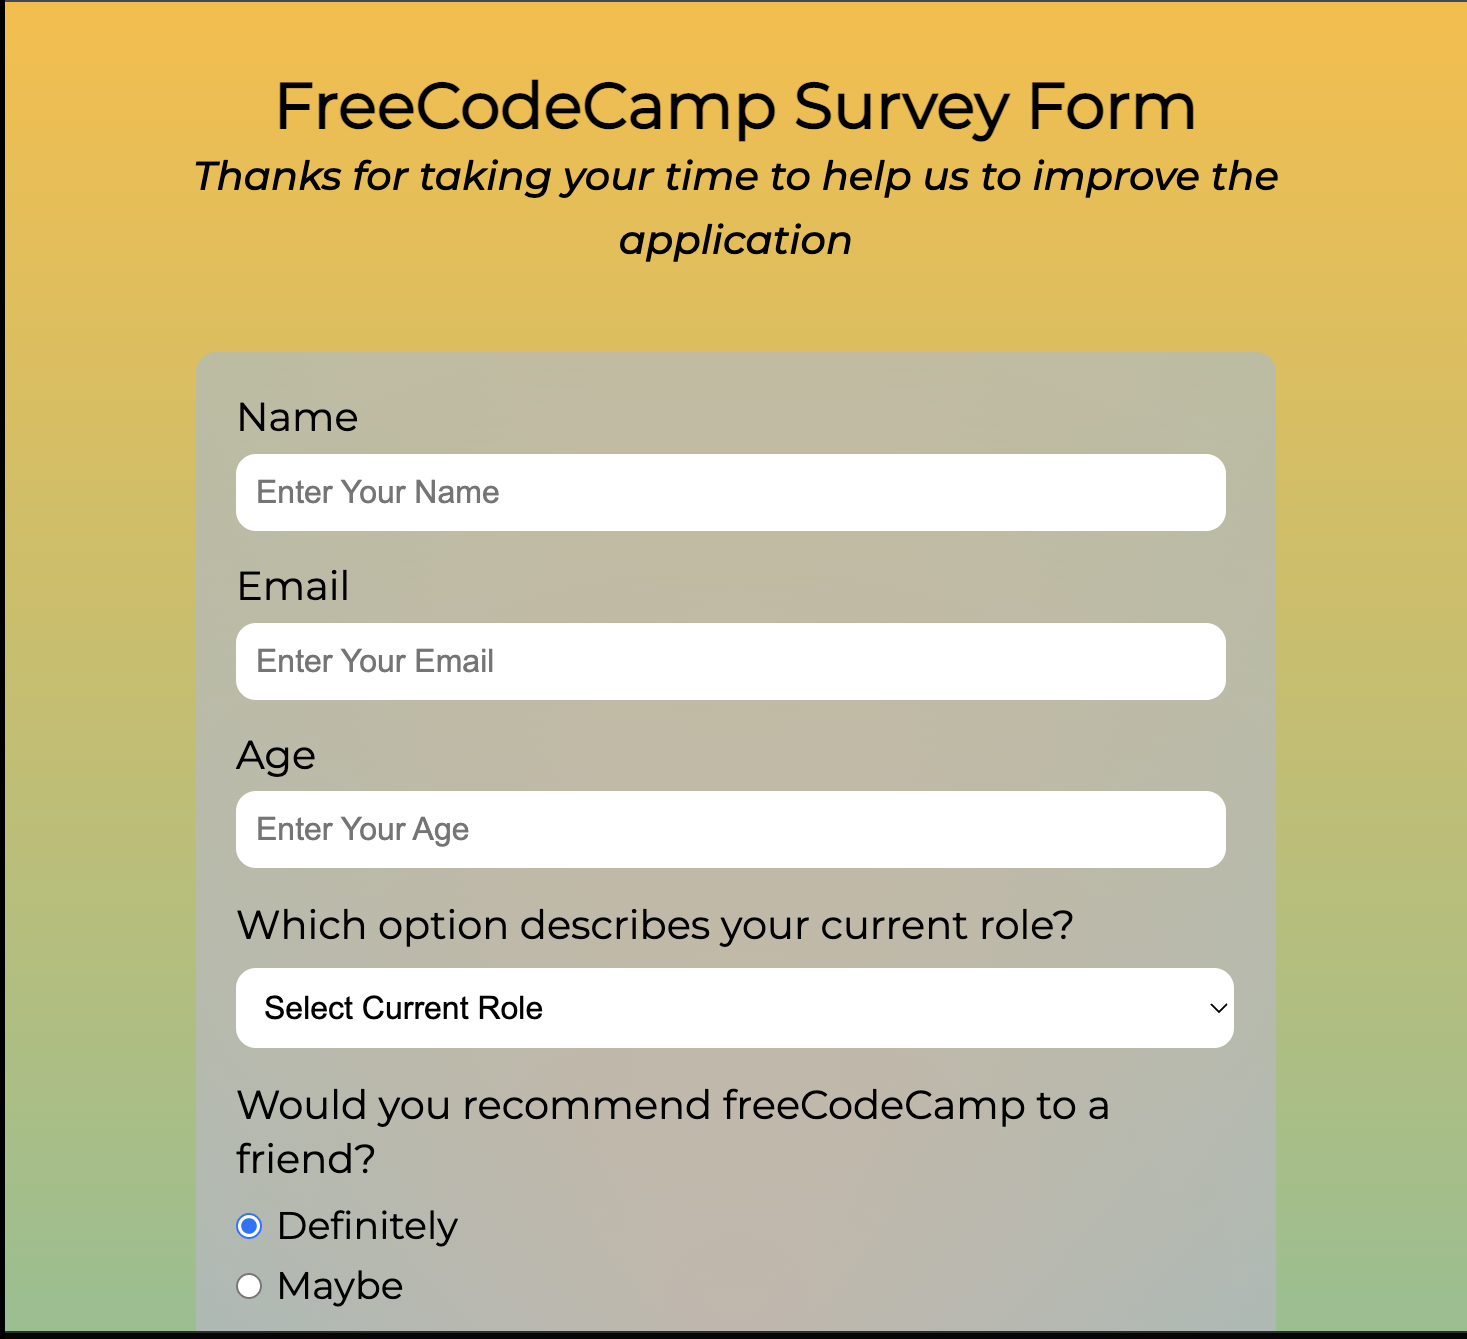 FreeCodeCamp Survey Form
Thanks for taking your time to help us to improve the
application
Name
Enter Your Name
Email
Enter Your Email
Age
Enter Your Age
Which option describes your current role?
Select Current Role
Would you recommend freeCodeCamp to a
friend?
Definitely
Maybe